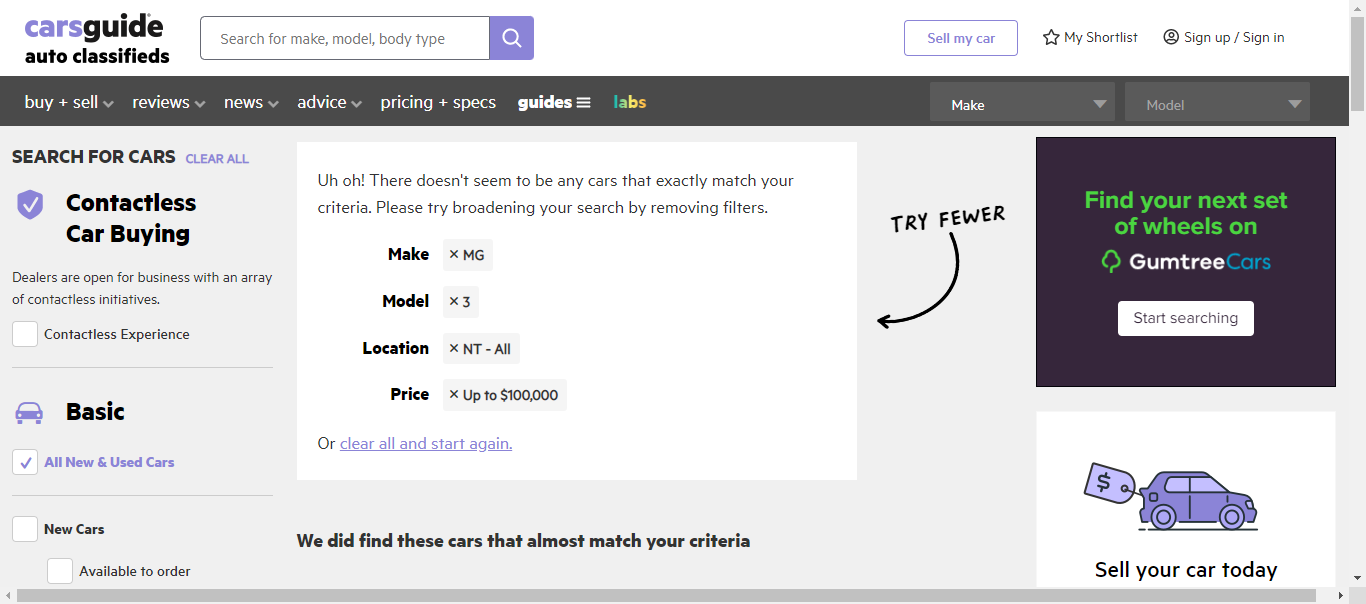 carsguide
auto classifieds
Search for make, model, body type
Sell my car
My Shortlist
Sign up / Sign in
buy + sell
reviews
news
advice
pricing + specs
guides
labs
Make
Model
SEARCH FOR CARS CLEAR ALL
Contactless
Car Buying
Dealers are open for business with an array
of contactless initiatives.
Contactless Experience
Basic
All New & Used Cars
New Cars
Available to order
Uh oh! There doesn't seem to be any cars that exactly match your
criteria. Please try broadening your search by removing filters.
Make × MG
Model × 3
Location × NT - All
Price × Up to $100,000
Or clear all and start again.
TRY FEWER
We did find these cars that almost match your criteria
Find your next set
of wheels on
GumtreeCars
Start searching
$
Sell your car today